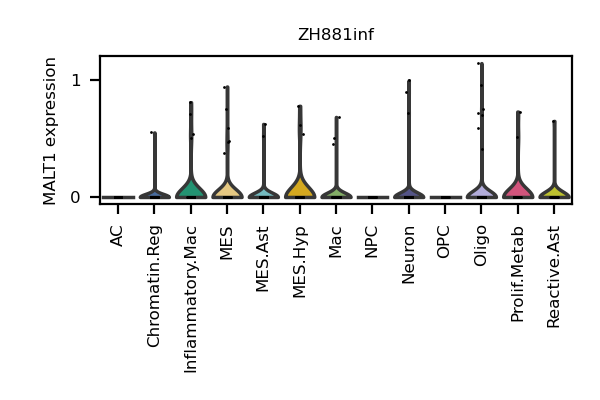 ZH881inf
MALT1 expression
1
0
AC
Chromatin.Reg
Inflammatory.Mac
MES
MES.Ast
MES.Hyp
Mac
NPC
Neuron
OPC
Oligo
Prolif.Metab
Reactive.Ast